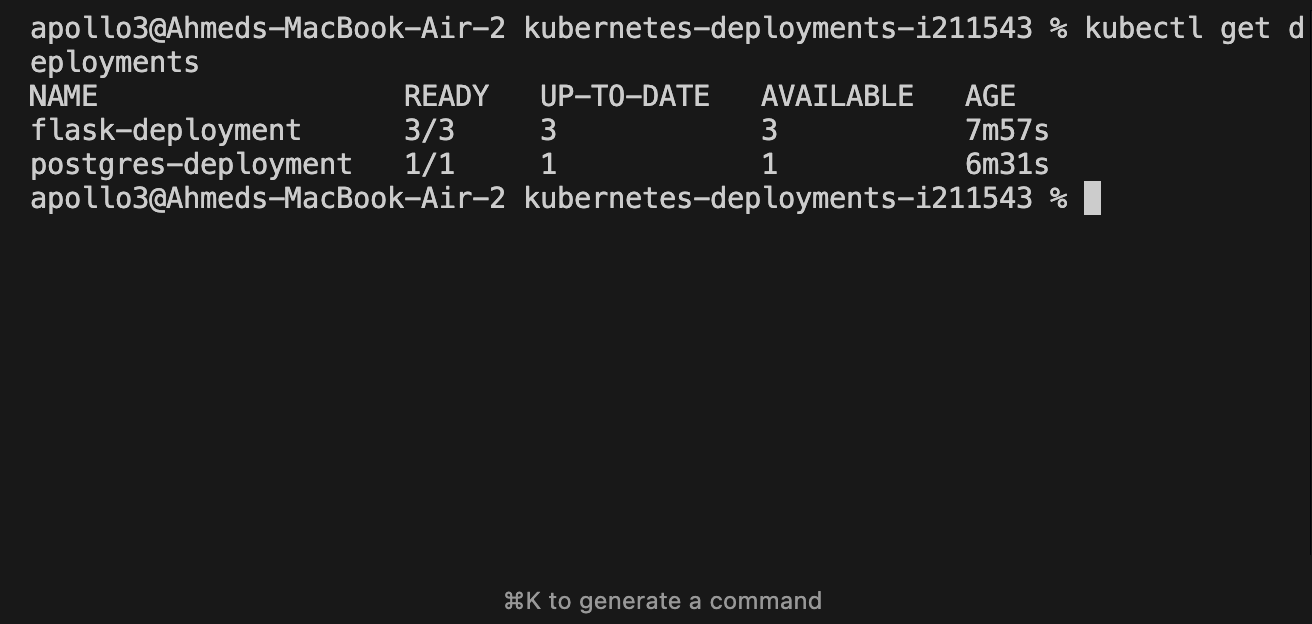 apollo3@Ahmeds-MacBook-Air-2 kubernetes-deployments-i211543 % kubectl get d
eployments
NAME                  READY   UP-TO-DATE   AVAILABLE   AGE
flask-deployment      3/3     3            3           7m57s
postgres-deployment   1/1     1            1           6m31s
apollo3@Ahmeds-MacBook-Air-2 kubernetes-deployments-i211543 %
⌘K to generate a command